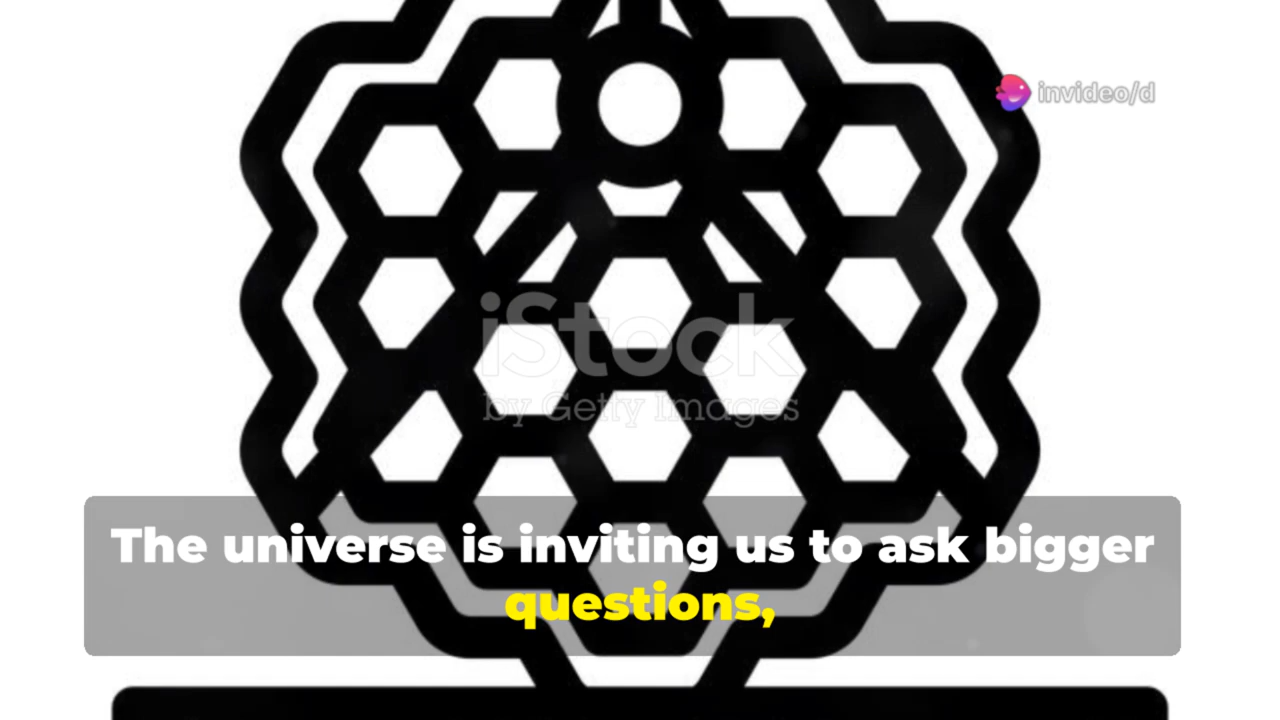 invideo/d
iStock
by Getty Images
The universe is inviting us to ask bigger
questions,